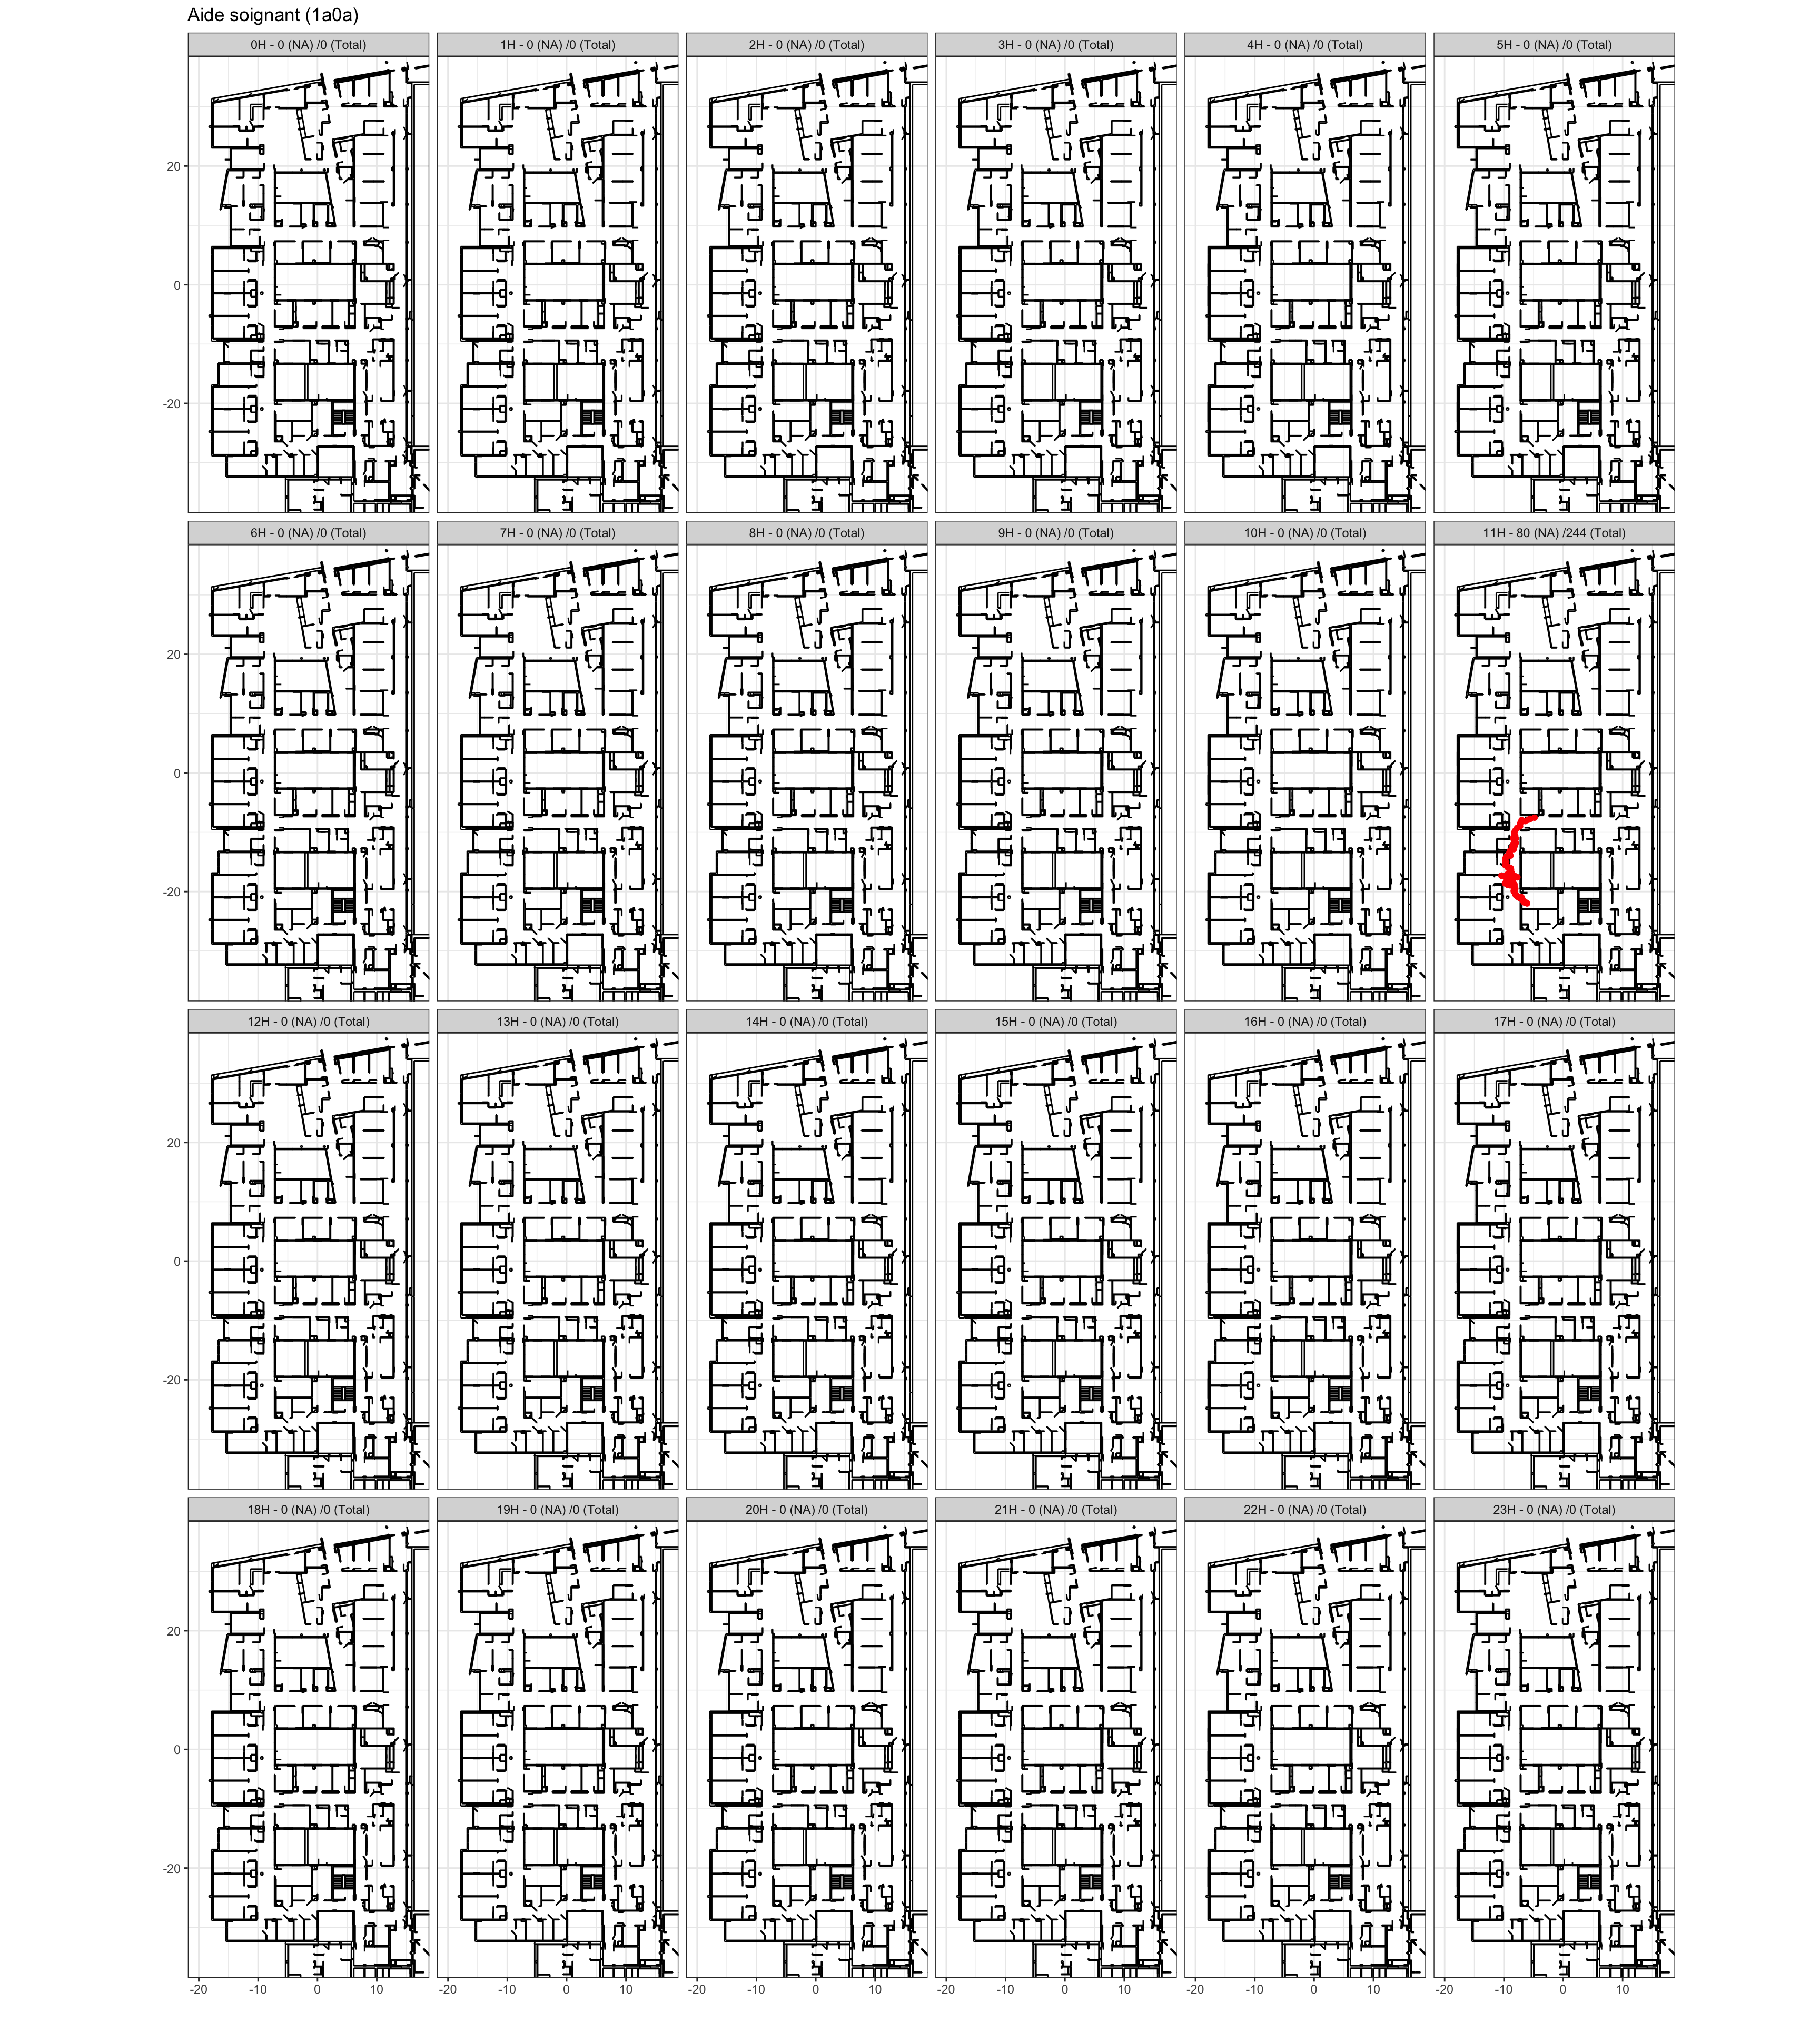 Aide soignant (1a0a)
0H - 0 (NA) /0 (Total) 1H - 0 (NA) /0 (Total) 2H - 0 (NA) /0 (Total) 3H - 0 (NA) /0 (Total) 4H - 0 (NA) /0 (Total) 5H - 0 (NA) /0 (Total)
20
0
-20
6H - 0 (NA) /0 (Total) 7H - 0 (NA) /0 (Total) 8H - 0 (NA) /0 (Total) 9H - 0 (NA) /0 (Total) 10H - 0 (NA) /0 (Total) 11H - 80 (NA) /244 (Total)
20
0
-20
12H - 0 (NA) /0 (Total) 13H - 0 (NA) /0 (Total) 14H - 0 (NA) /0 (Total) 15H - 0 (NA) /0 (Total) 16H - 0 (NA) /0 (Total) 17H - 0 (NA) /0 (Total)
20
0
-20
18H - 0 (NA) /0 (Total) 19H - 0 (NA) /0 (Total) 20H - 0 (NA) /0 (Total) 21H - 0 (NA) /0 (Total) 22H - 0 (NA) /0 (Total) 23H - 0 (NA) /0 (Total)
20
0
-20
-20 -10 0 10 -20 -10 0 10 -20 -10 0 10 -20 -10 0 10 -20 -10 0 10 -20 -10 0 10